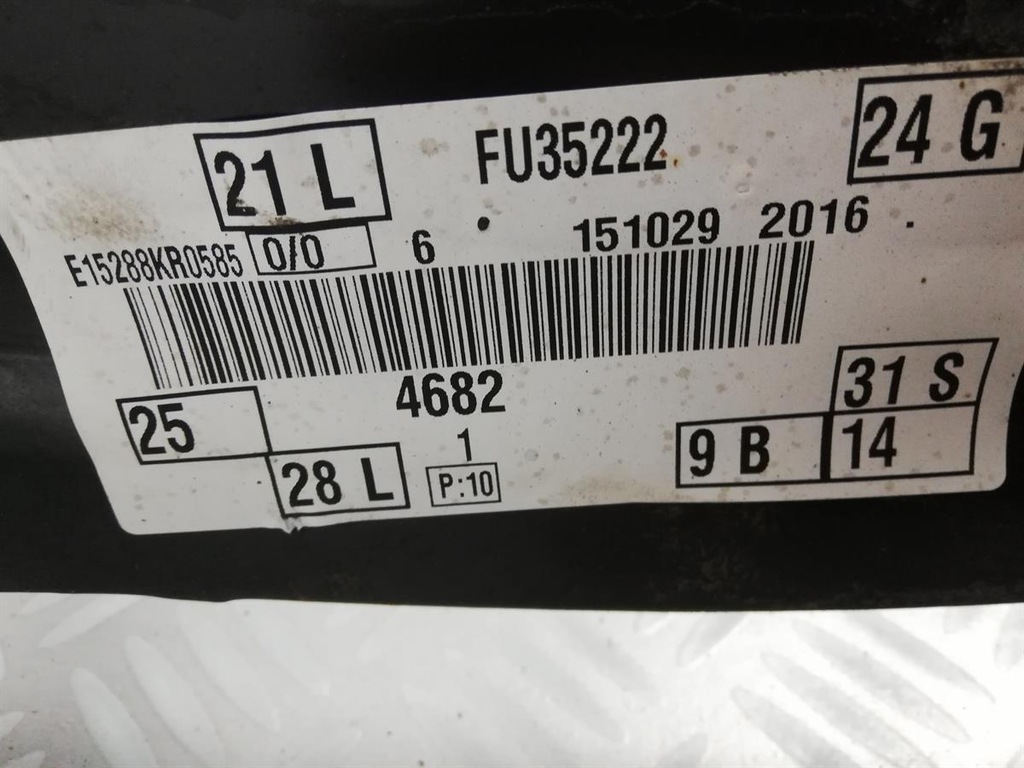 21 L FU35222 24 G
E15288KR0585 0/0 6 151029 2016 .
4682
25 1 31 S
28 L P:10 9 B 14